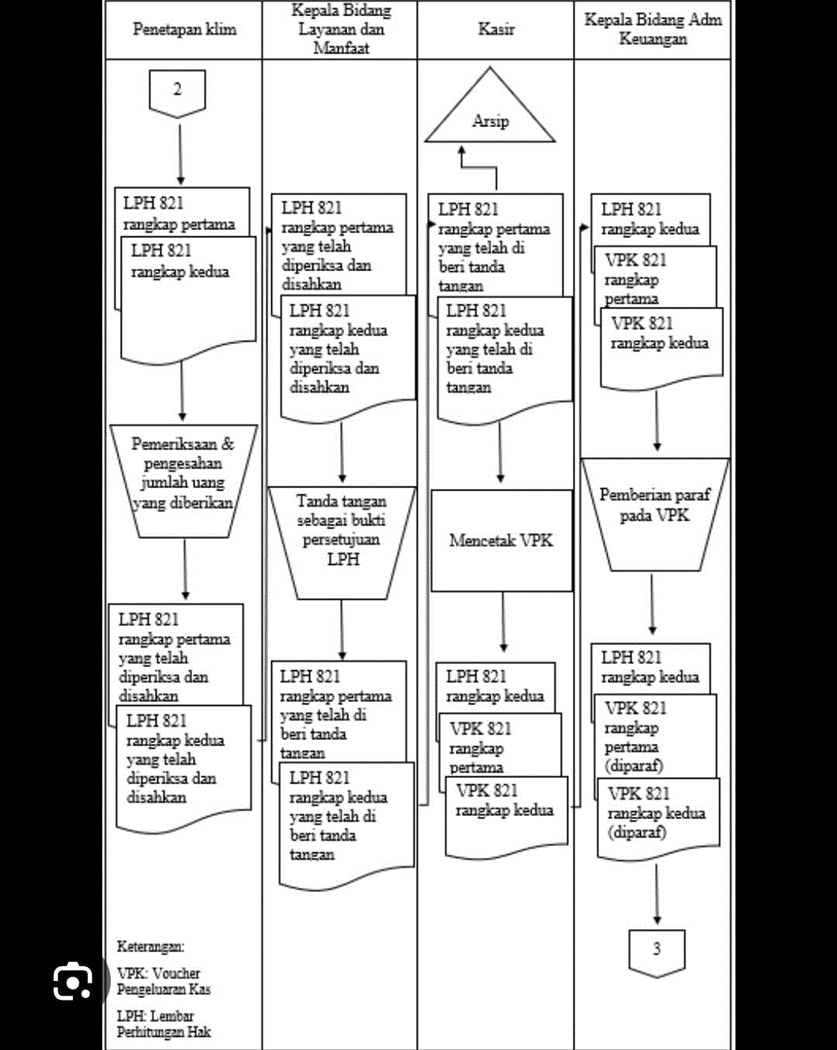 Penetapan klim
Kepala Bidang
Layanan dan
Manfaat
Kasir
Kepala Bidang Adm
Keuangan
2
LPH 821
rangkap pertama
LPH 821
rangkap kedua
Pemeriksaan &
pengesahan
jumlah uang
yang diberikan
LPH 821
rangkap pertama
yang telah
diperiksa dan
disahkan
LPH 821
rangkap kedua
yang telah
diperiksa dan
disahkan
Keterangan:
VPK: Voucher
Pengeluaran Kas
LPH: Lembar
Perhitungan Hak
LPH 821
rangkap pertama
yang telah
diperiksa dan
disahkan
LPH 821
rangkap kedua
yang telah
diperiksa dan
disahkan
Tanda tangan
sebagai bukti
persetujuan
LPH
LPH 821
rangkap pertama
yang telah di
beri tanda
tangan
LPH 821
rangkap kedua
yang telah di
beri tanda
tangan
Arsip
LPH 821
rangkap pertama
yang telah di
beri tanda
tangan
LPH 821
rangkap kedua
yang telah di
beri tanda
tangan
Mencetak VPK
LPH 821
rangkap kedua
VPK 821
rangkap
pertama
VPK 821
rangkap kedua
LPH 821
rangkap kedua
VPK 821
rangkap
pertama
VPK 821
rangkap kedua
Pemberian paraf
pada VPK
LPH 821
rangkap kedua
VPK 821
rangkap
pertama
(diparaf)
VPK 821
rangkap kedua
(diparaf)
3